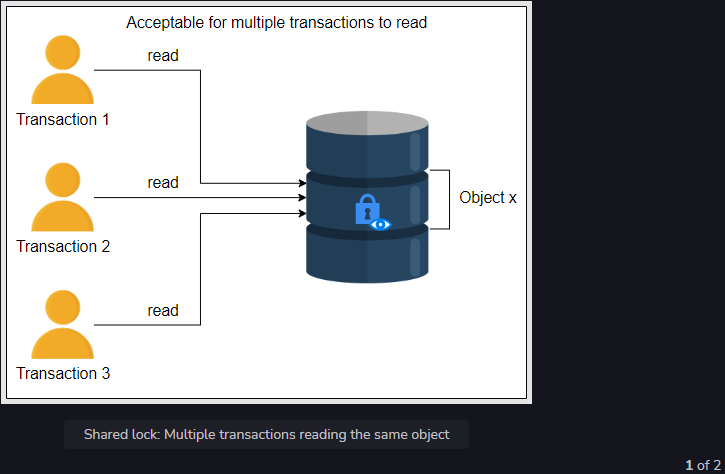 Acceptable for multiple transactions to read
read
Transaction 1
read
Object x
Transaction 2
read
Transaction 3
Shared lock: Multiple transactions reading the same object
1 of 2